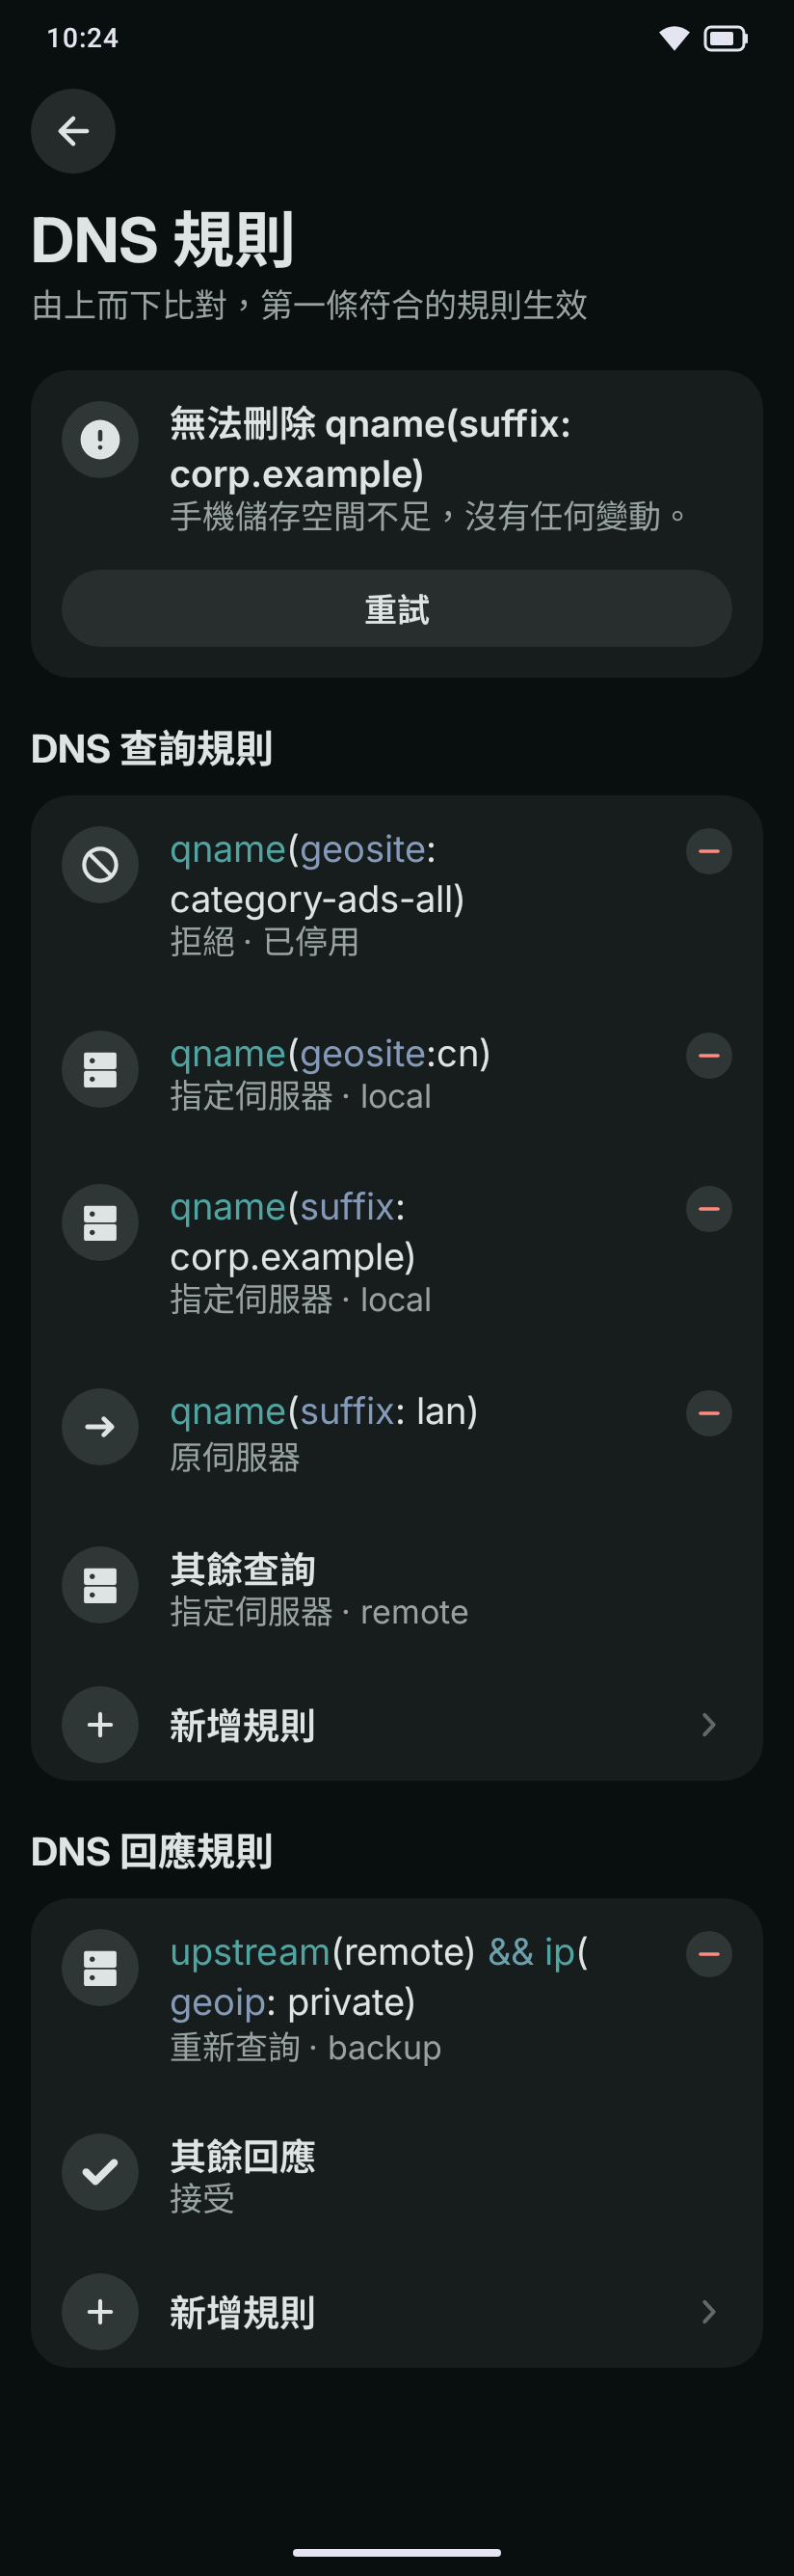 10:24
DNS 規則
由上而下比對，第一條符合的規則生效
無法刪除 qname(suffix:
corp.example)
手機儲存空間不足，沒有任何變動。
重試
DNS 查詢規則
qname(geosite:
category-ads-all)
拒絕 · 已停用
qname(geosite:cn)
指定伺服器 · local
qname(suffix:
corp.example)
指定伺服器 · local
qname(suffix: lan)
原伺服器
其餘查詢
指定伺服器 · remote
新增規則
DNS 回應規則
upstream(remote) && ip(
geoip: private)
重新查詢 · backup
其餘回應
接受
新增規則